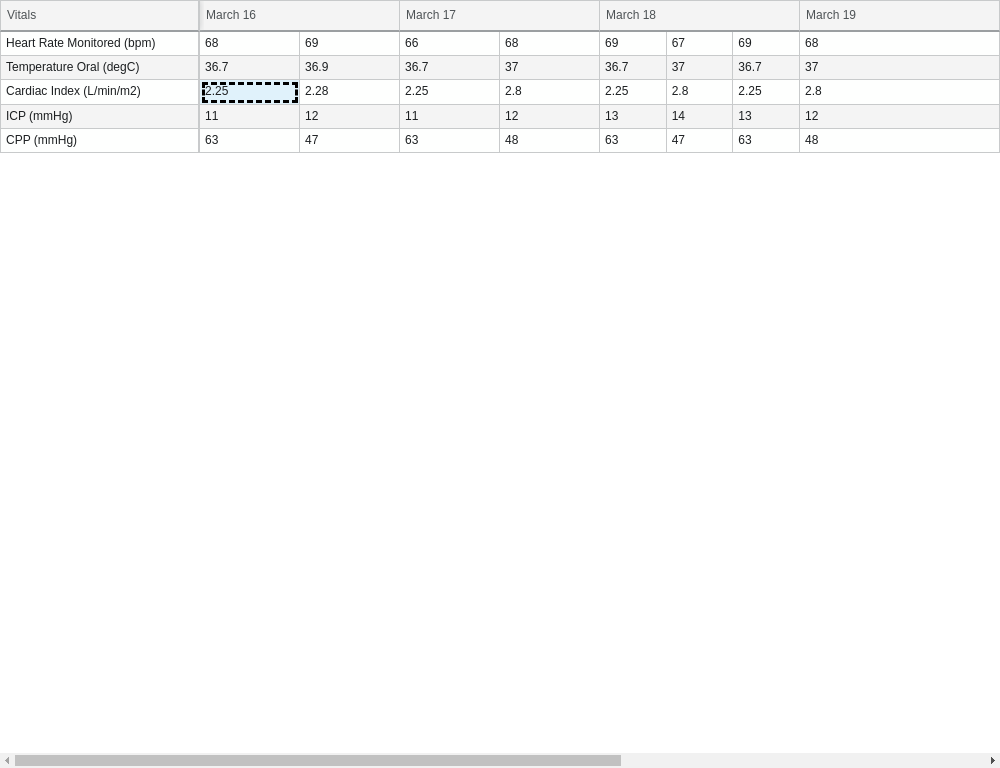 Vitals March 16 March 17 March 18 March 19
Heart Rate Monitored (bpm) 68 69 66 68 69 67 69 68
Temperature Oral (degC) 36.7 36.9 36.7 37 36.7 37 36.7 37
Cardiac Index (L/min/m2) 2.25 2.28 2.25 2.8 2.25 2.8 2.25 2.8
ICP (mmHg) 11 12 11 12 13 14 13 12
CPP (mmHg) 63 47 63 48 63 47 63 48